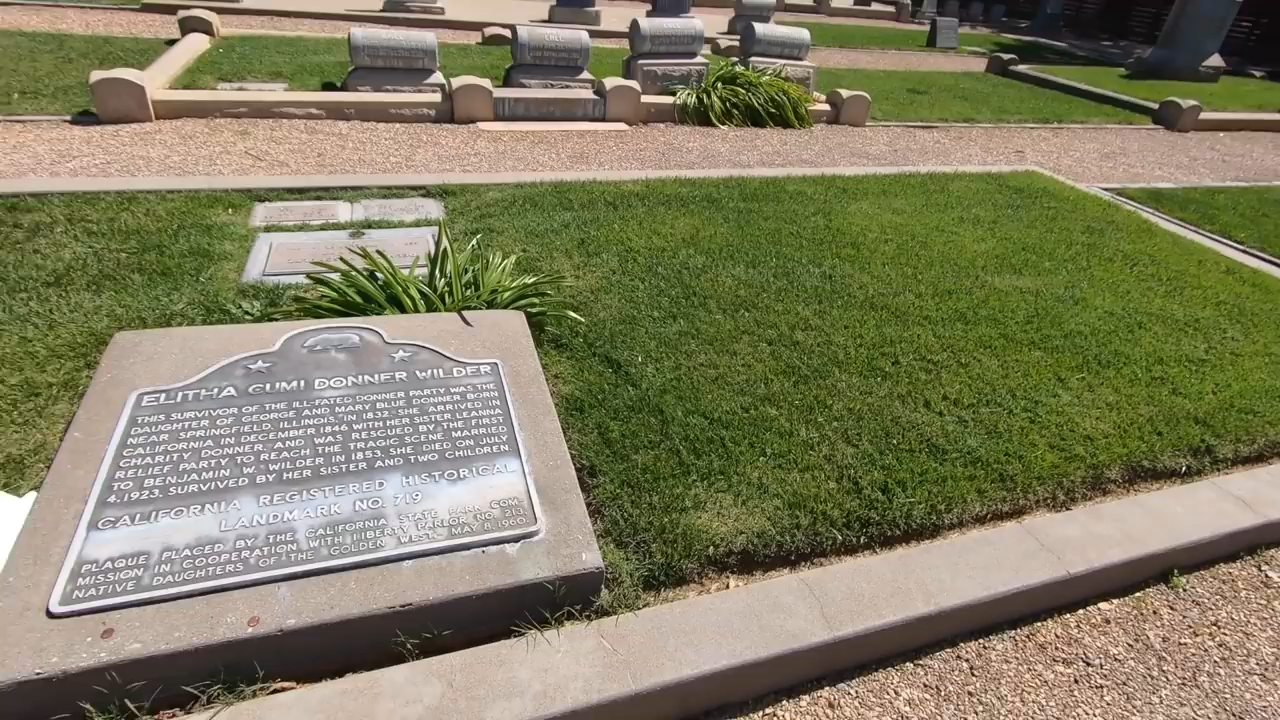 ELITHA CUMI DONNER WILDER
THIS SURVIVOR OF THE ILL-FATED DONNER PARTY WAS THE
DAUGHTER OF GEORGE AND MARY BLUE DONNER. BORN
NEAR SPRINGFIELD, ILLINOIS, IN 1832, SHE ARRIVED IN
CALIFORNIA IN DECEMBER 1846 WITH HER SISTER, LEANNA
CHARITY DONNER, AND WAS RESCUED BY THE FIRST
RELIEF PARTY TO REACH THE TRAGIC SCENE. MARRIED
TO BENJAMIN W. WILDER IN 1853, SHE DIED ON JULY
4, 1923. SURVIVED BY HER SISTER AND TWO CHILDREN.
CALIFORNIA REGISTERED HISTORICAL
LANDMARK NO. 719
PLAQUE PLACED BY THE CALIFORNIA STATE PARK COM-
MISSION IN COOPERATION WITH LIBERTY PARLOR NO. 213,
NATIVE DAUGHTERS OF THE GOLDEN WEST. MAY 8, 1960.